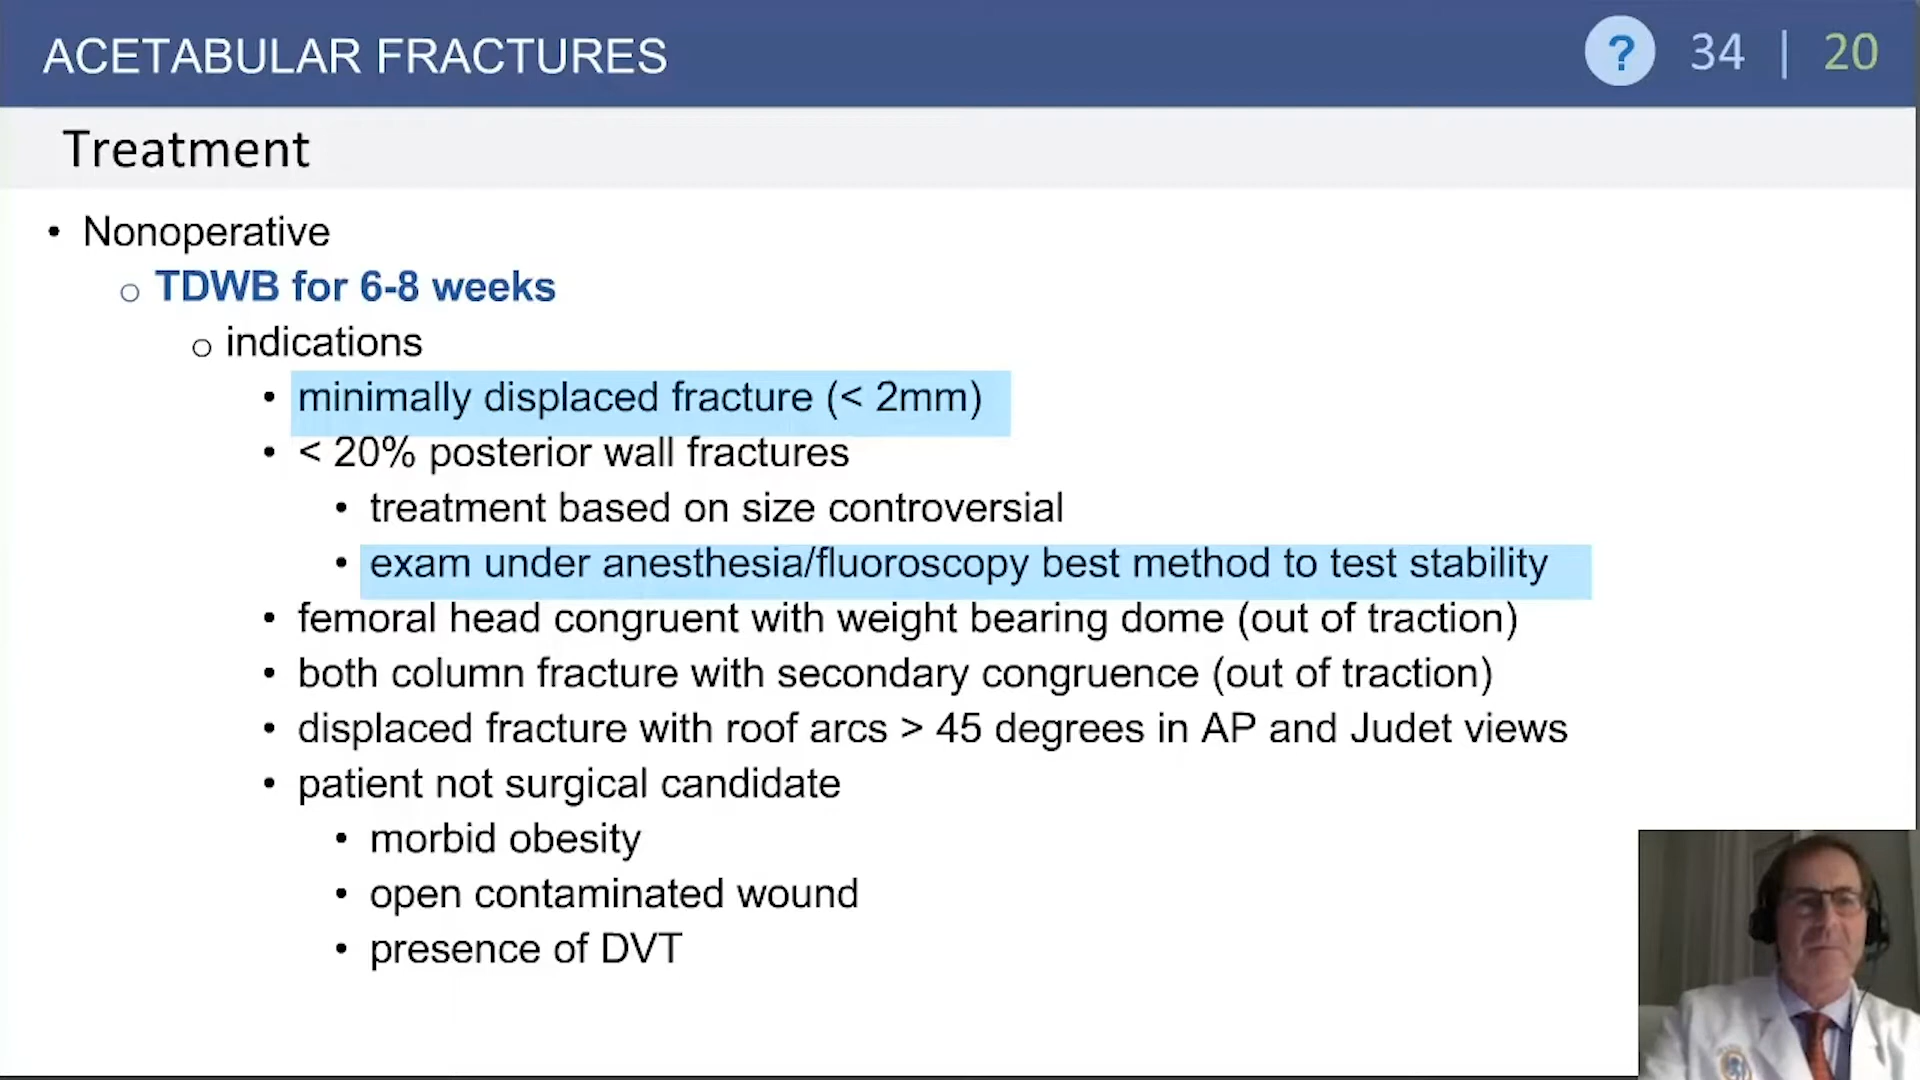 ACETABULAR FRACTURES
? 34 | 20
Treatment
• Nonoperative
o TDWB for 6-8 weeks
o indications
• minimally displaced fracture (< 2mm)
• < 20% posterior wall fractures
• treatment based on size controversial
• exam under anesthesia/fluoroscopy best method to test stability
• femoral head congruent with weight bearing dome (out of traction)
• both column fracture with secondary congruence (out of traction)
• displaced fracture with roof arcs > 45 degrees in AP and Judet views
• patient not surgical candidate
• morbid obesity
• open contaminated wound
• presence of DVT